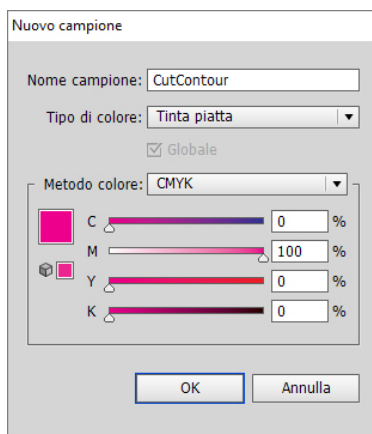 Nuovo campione
Nome campione: CutContour
Tipo di colore: Tinta piatta
Globale
Metodo colore: CMYK
C 0 %
M 100 %
Y 0 %
K 0 %
OK Annulla